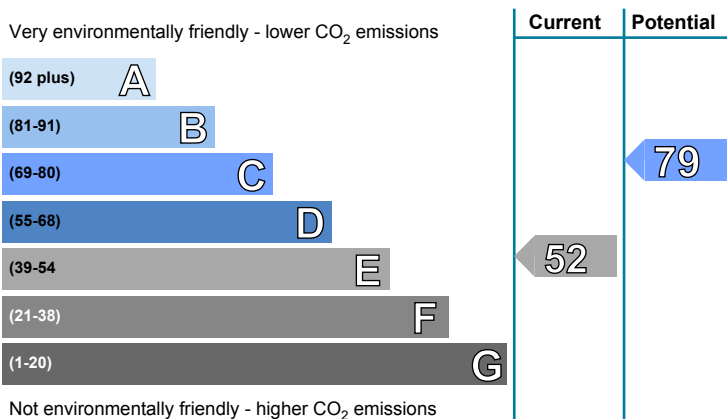 Current Potential
Very environmentally friendly - lower CO2 emissions
(92 plus) A
(81-91) B
(69-80) C
79
(55-68) D
(39-54 E
52
(21-38) F
(1-20) G
Not environmentally friendly - higher CO2 emissions